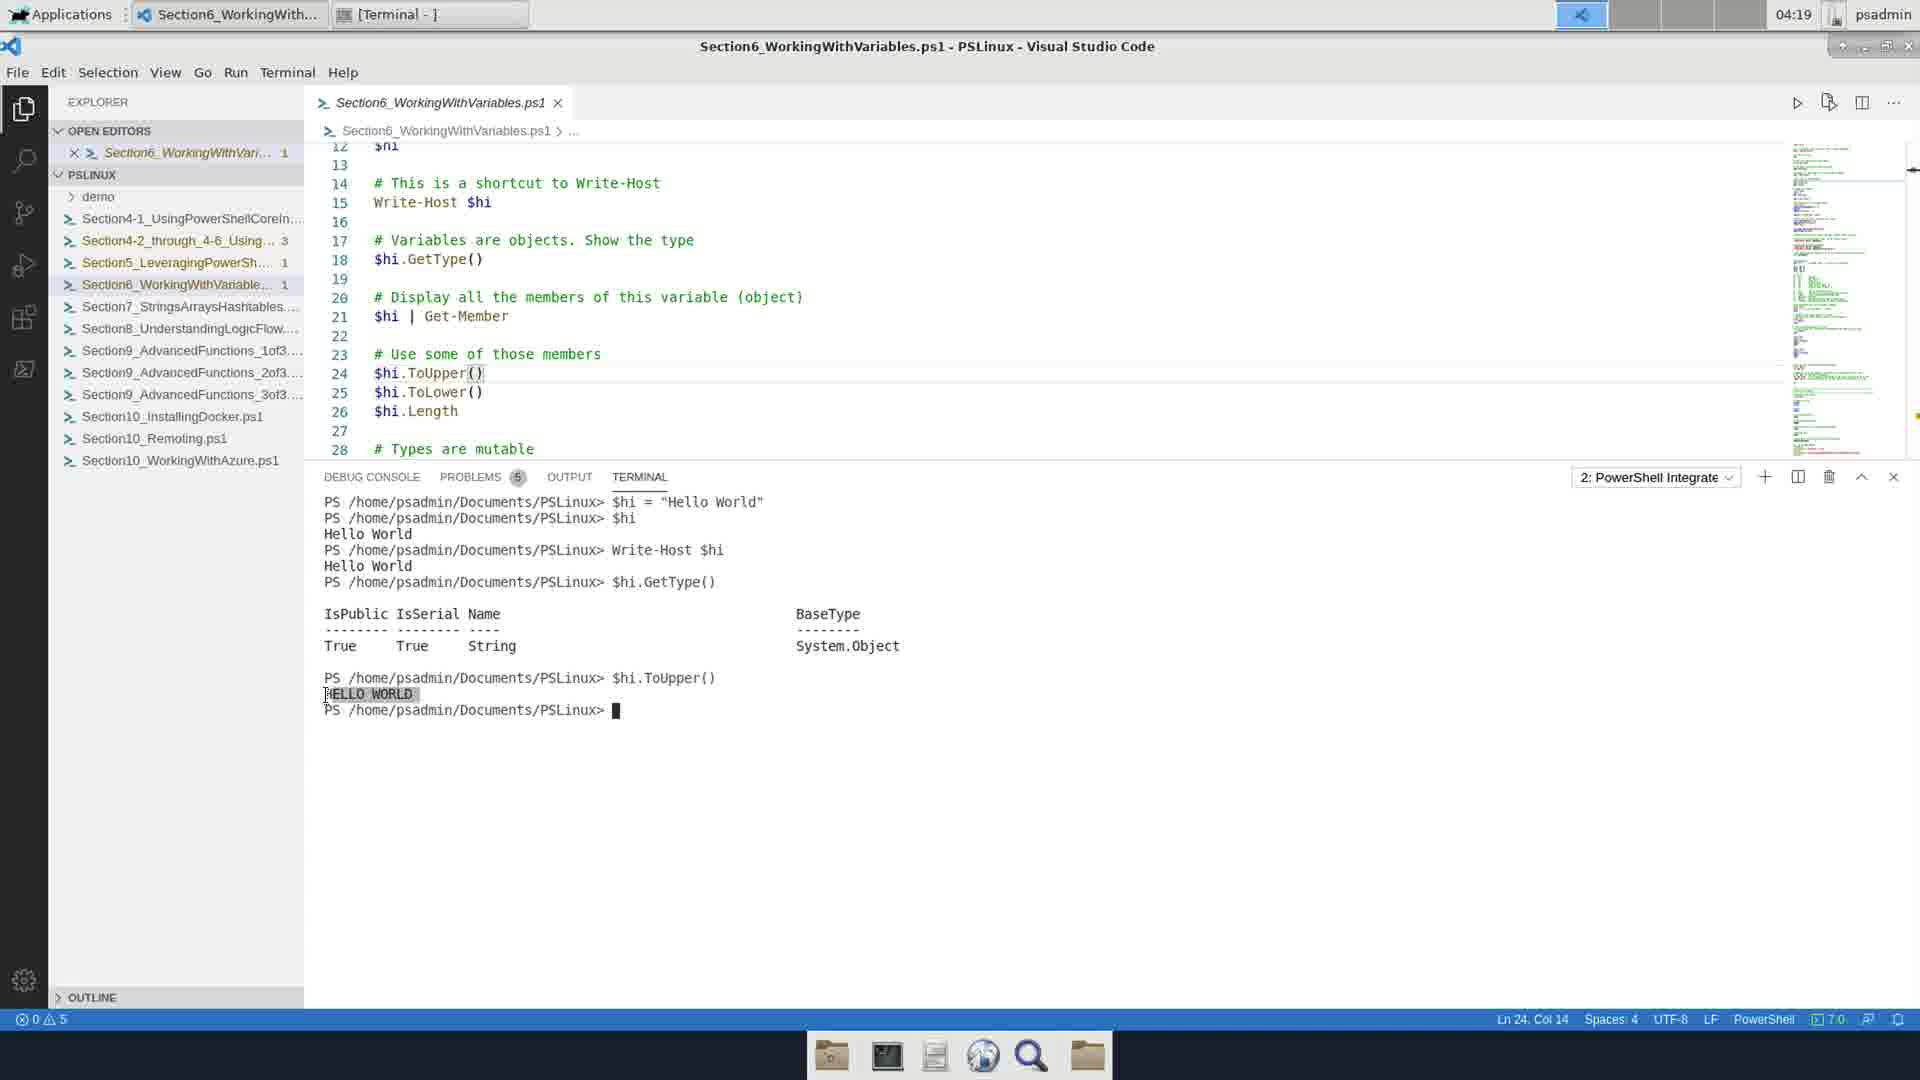 Applications
Section6_WorkingWith...
[Terminal - ]
04:19
psadmin
Section6_WorkingWithVariables.ps1 - PSLinux - Visual Studio Code
File Edit Selection View Go Run Terminal Help
EXPLORER
OPEN EDITORS
Section6_WorkingWithVari... 1
PSLINUX
demo
Section4-1_UsingPowerShellCoreIn...
Section4-2_through_4-6_Using... 3
Section5_LeveragingPowerSh... 1
Section6_WorkingWithVariable... 1
Section7_StringsArraysHashtables....
Section8_UnderstandingLogicFlow....
Section9_AdvancedFunctions_1of3....
Section9_AdvancedFunctions_2of3....
Section9_AdvancedFunctions_3of3....
Section10_InstallingDocker.ps1
Section10_Remoting.ps1
Section10_WorkingWithAzure.ps1
OUTLINE
Section6_WorkingWithVariables.ps1
Section6_WorkingWithVariables.ps1 > ...
12 $hi
13
14 # This is a shortcut to Write-Host
15 Write-Host $hi
16
17 # Variables are objects. Show the type
18 $hi.GetType()
19
20 # Display all the members of this variable (object)
21 $hi | Get-Member
22
23 # Use some of those members
24 $hi.ToUpper()
25 $hi.ToLower()
26 $hi.Length
27
28 # Types are mutable
DEBUG CONSOLE PROBLEMS 5 OUTPUT TERMINAL
2: PowerShell Integrate
PS /home/psadmin/Documents/PSLinux> $hi = "Hello World"
PS /home/psadmin/Documents/PSLinux> $hi
Hello World
PS /home/psadmin/Documents/PSLinux> Write-Host $hi
Hello World
PS /home/psadmin/Documents/PSLinux> $hi.GetType()
IsPublic IsSerial Name BaseType
-------- -------- ---- --------
True True String System.Object
PS /home/psadmin/Documents/PSLinux> $hi.ToUpper()
HELLO WORLD
PS /home/psadmin/Documents/PSLinux>
0 5
Ln 24, Col 14 Spaces: 4 UTF-8 LF PowerShell 7.0